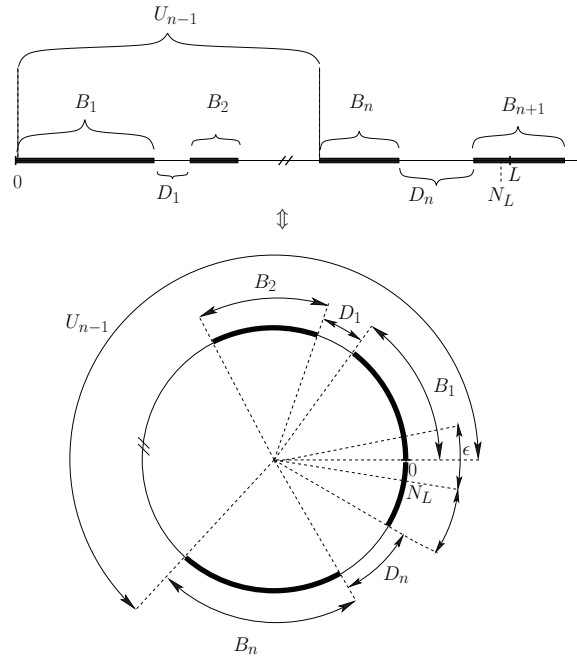 U_{n−1}
B_1 B_2 B_n B_{n+1}
0 D_1 D_n N_L L
⇕
B_2 D_1
U_{n−1}
B_1
ϵ
0
N_L
D_n
B_n